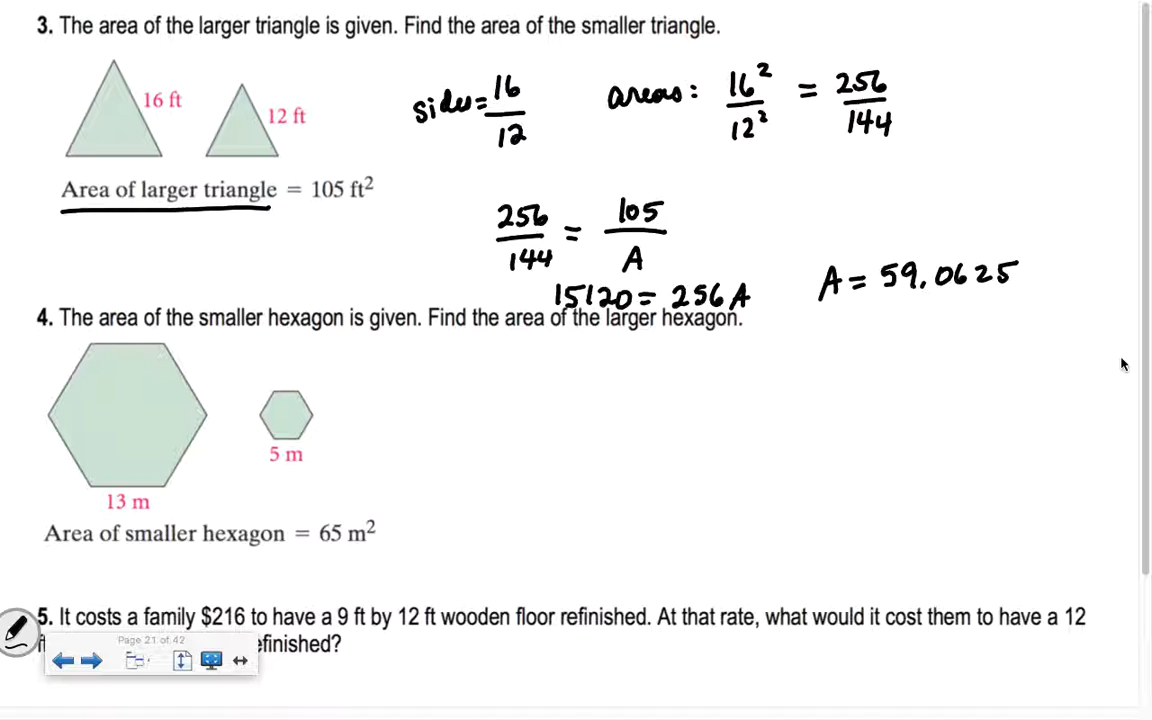 3. The area of the larger triangle is given. Find the area of the smaller triangle.
16 ft
12 ft
side = 16/12
areas: 16²/12² = 256/144
Area of larger triangle = 105 ft²
256/144 = 105/A
15120 = 256A
A = 59.0625
4. The area of the smaller hexagon is given. Find the area of the larger hexagon.
5 m
13 m
Area of smaller hexagon = 65 m²
5. It costs a family $216 to have a 9 ft by 12 ft wooden floor refinished. At that rate, what would it cost them to have a 12
efinished?
Page 21 of 42